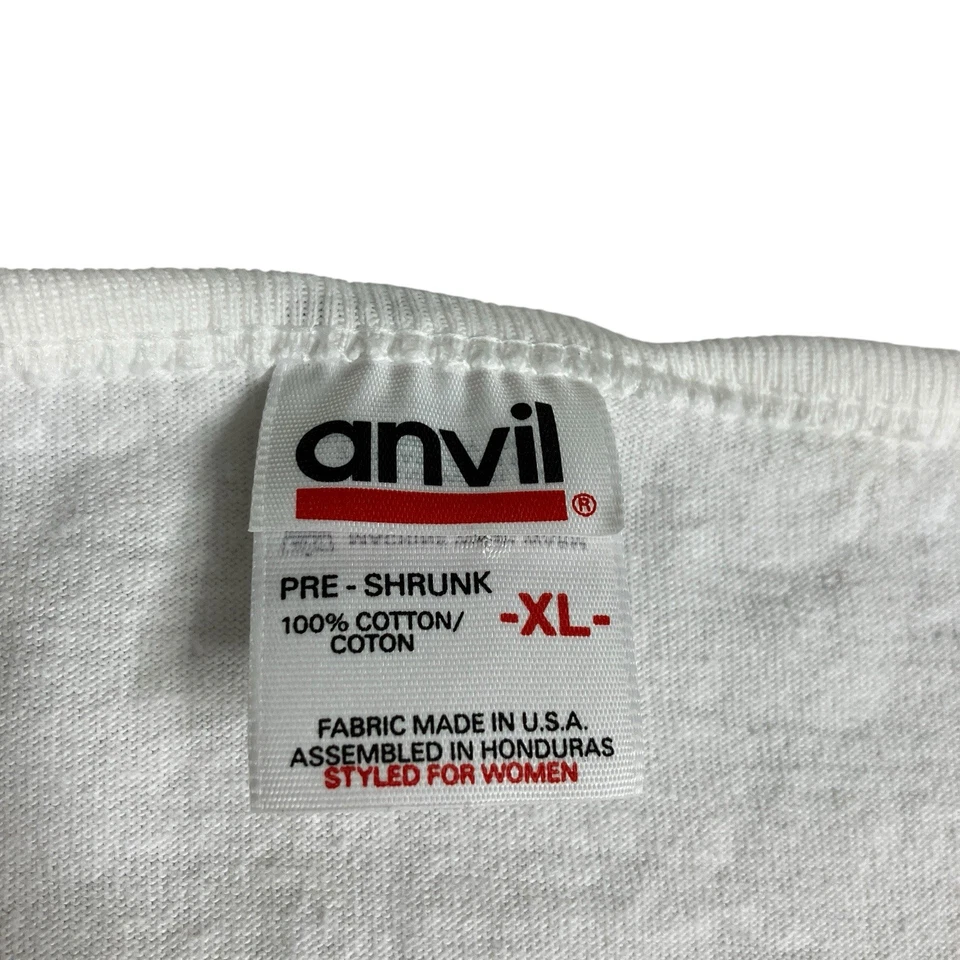 anvil
®
PRE - SHRUNK
-XL-
100% COTTON/
COTON
FABRIC MADE IN U.S.A.
ASSEMBLED IN HONDURAS
STYLED FOR WOMEN